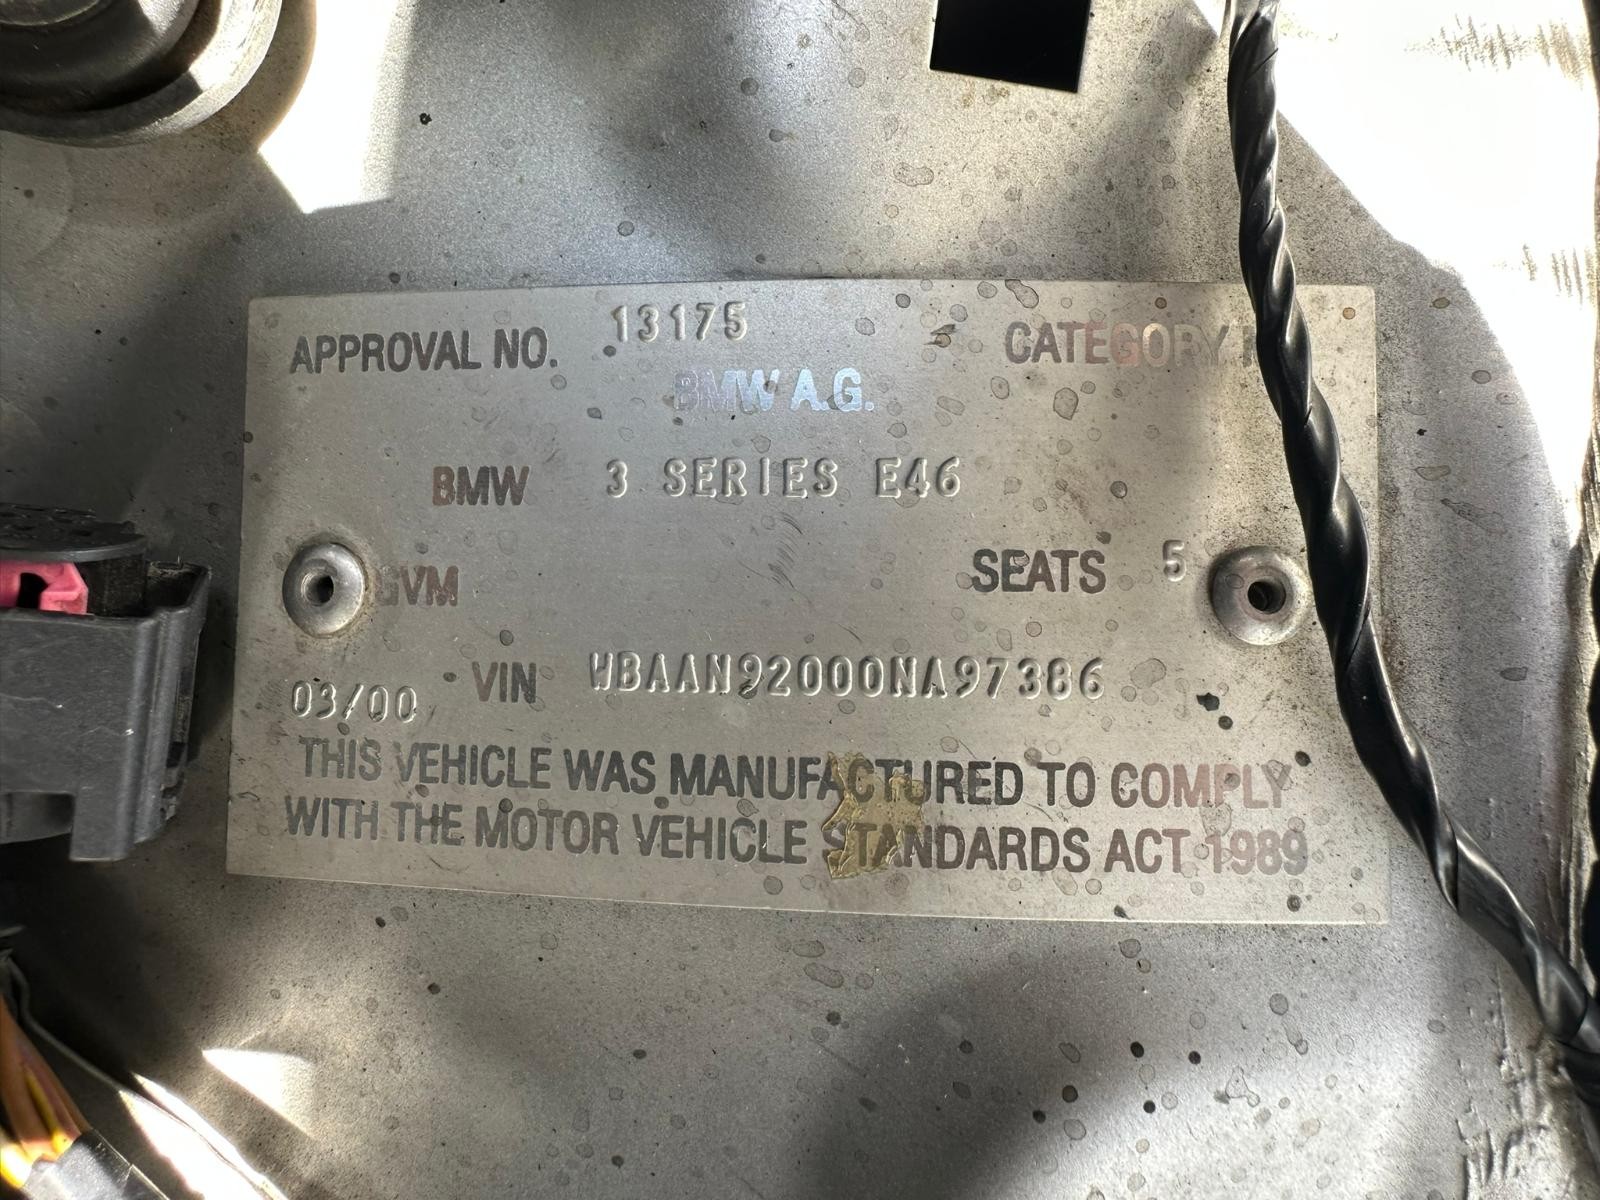 APPROVAL NO. 13175 CATEGORY
BMW A.G.
BMW 3 SERIES E46
GVM SEATS 5
03/00 VIN WBAAN92000NA97386
THIS VEHICLE WAS MANUFACTURED TO COMPLY
WITH THE MOTOR VEHICLE STANDARDS ACT 1989